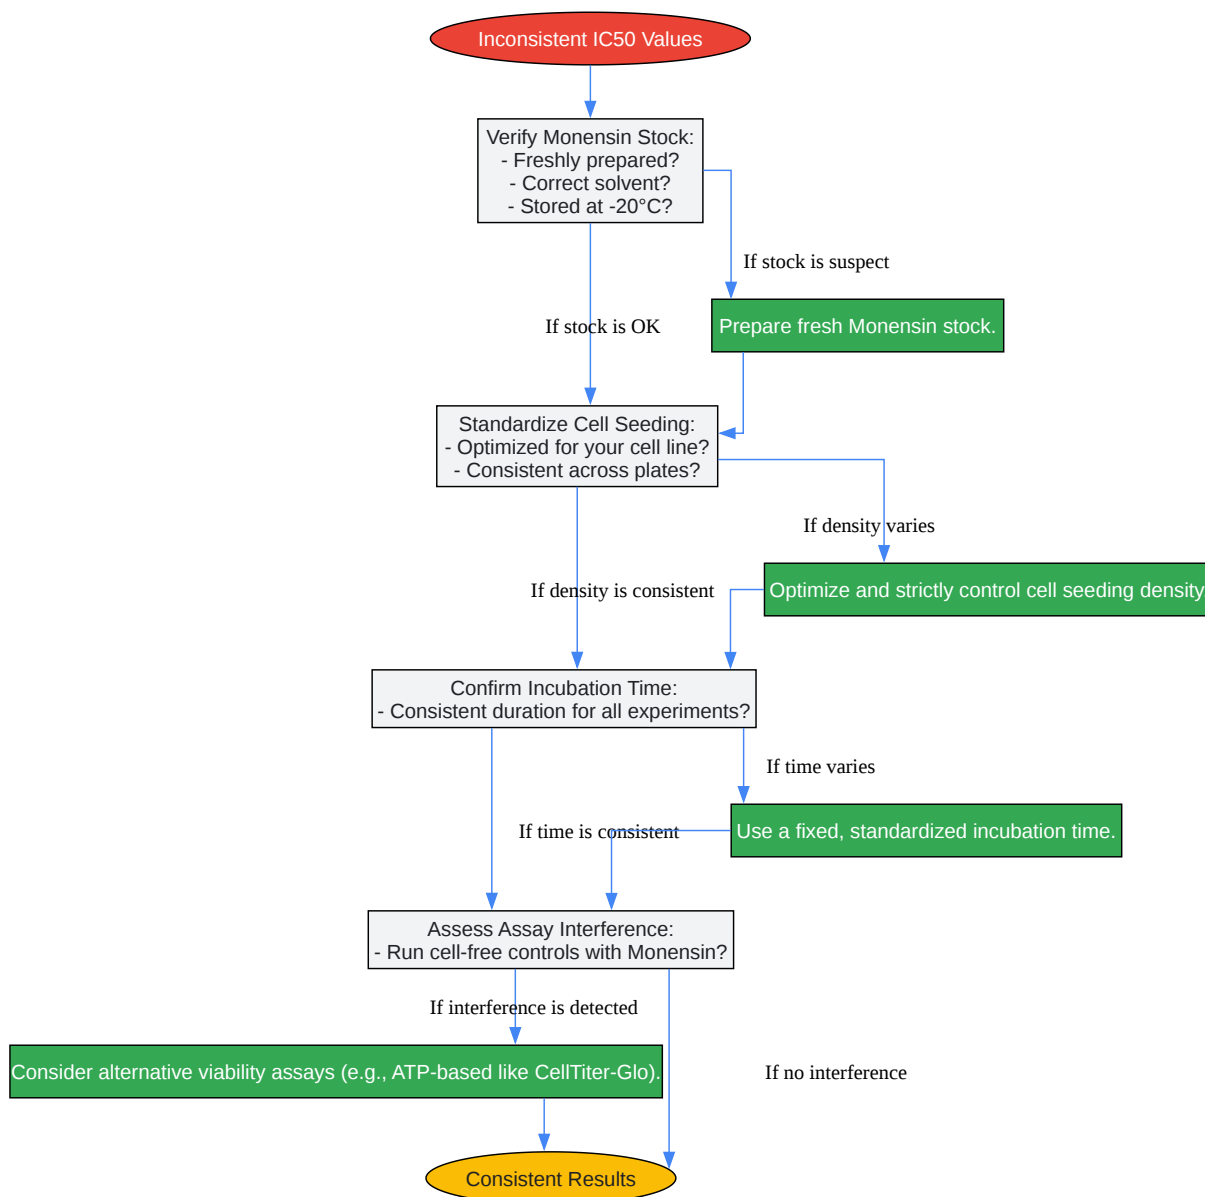 Inconsistent IC50 Values
Verify Monensin Stock:
- Freshly prepared?
- Correct solvent?
- Stored at -20°C?
If stock is suspect
If stock is OK
Prepare fresh Monensin stock.
Standardize Cell Seeding:
- Optimized for your cell line?
- Consistent across plates?
If density varies
If density is consistent
Optimize and strictly control cell seeding density
Confirm Incubation Time:
- Consistent duration for all experiments?
If time varies
If time is consistent
Use a fixed, standardized incubation time.
Assess Assay Interference:
- Run cell-free controls with Monensin?
If interference is detected
Consider alternative viability assays (e.g., ATP-based like CellTiter-Glo).
If no interference
Consistent Results